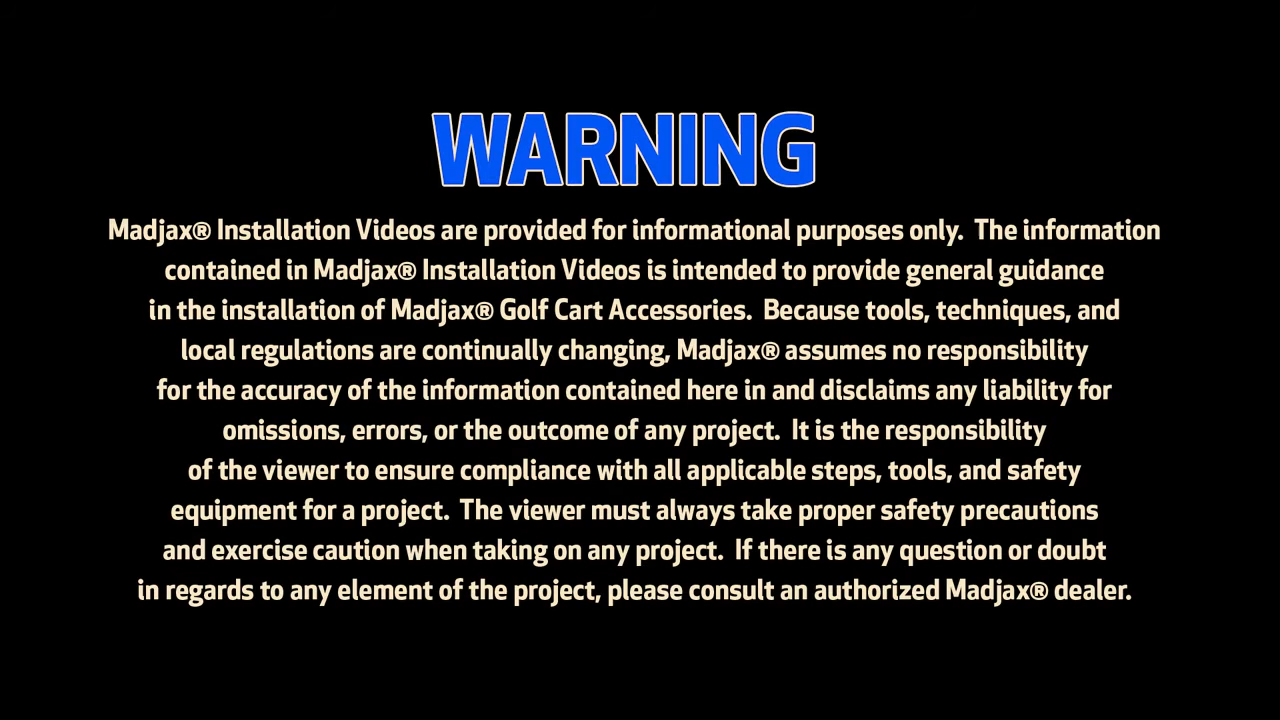 WARNING
Madjax® Installation Videos are provided for informational purposes only.  The information
contained in Madjax® Installation Videos is intended to provide general guidance
in the installation of Madjax® Golf Cart Accessories.  Because tools, techniques, and
local regulations are continually changing, Madjax® assumes no responsibility
for the accuracy of the information contained here in and disclaims any liability for
omissions, errors, or the outcome of any project.  It is the responsibility
of the viewer to ensure compliance with all applicable steps, tools, and safety
equipment for a project.  The viewer must always take proper safety precautions
and exercise caution when taking on any project.  If there is any question or doubt
in regards to any element of the project, please consult an authorized Madjax® dealer.